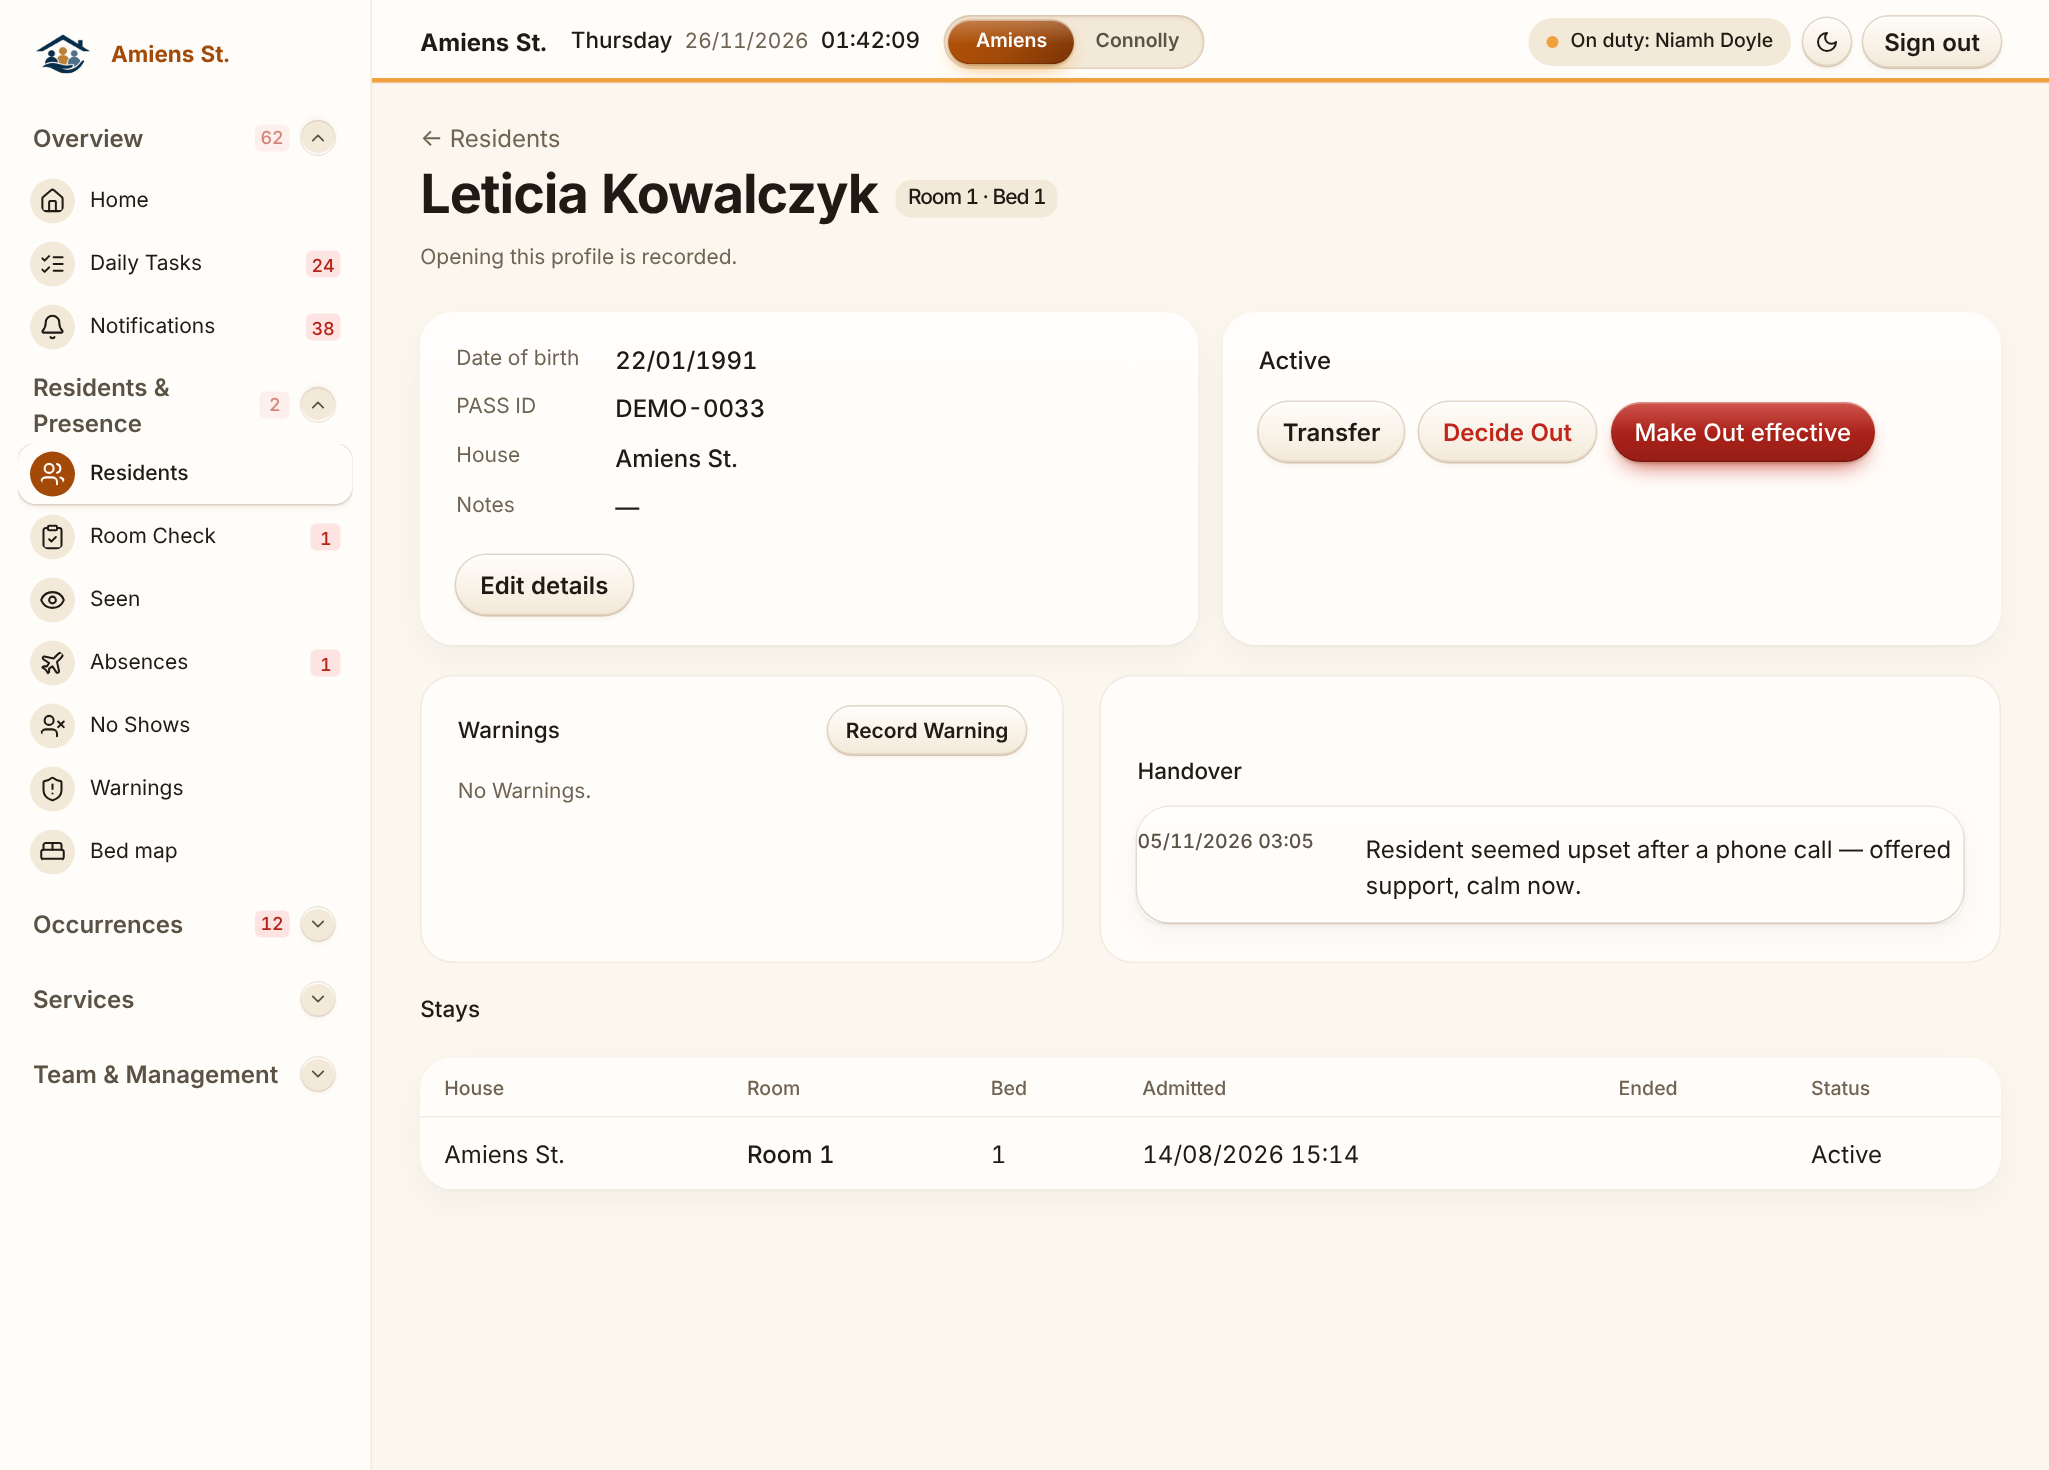 Amiens St.
Overview 62
Home
Daily Tasks 24
Notifications 38
Residents &
Presence 2
Residents
Room Check 1
Seen
Absences 1
No Shows
Warnings
Bed map
Occurrences 12
Services
Team & Management
Amiens St. Thursday 26/11/2026 01:42:09 Amiens Connolly On duty: Niamh Doyle Sign out
← Residents
Leticia Kowalczyk Room 1 · Bed 1
Opening this profile is recorded.
Date of birth 22/01/1991
PASS ID DEMO-0033
House Amiens St.
Notes —
Edit details
Active
Transfer Decide Out Make Out effective
Warnings Record Warning
No Warnings.
Handover
05/11/2026 03:05 Resident seemed upset after a phone call — offered
support, calm now.
Stays
House Room Bed Admitted Ended Status
Amiens St. Room 1 1 14/08/2026 15:14 Active